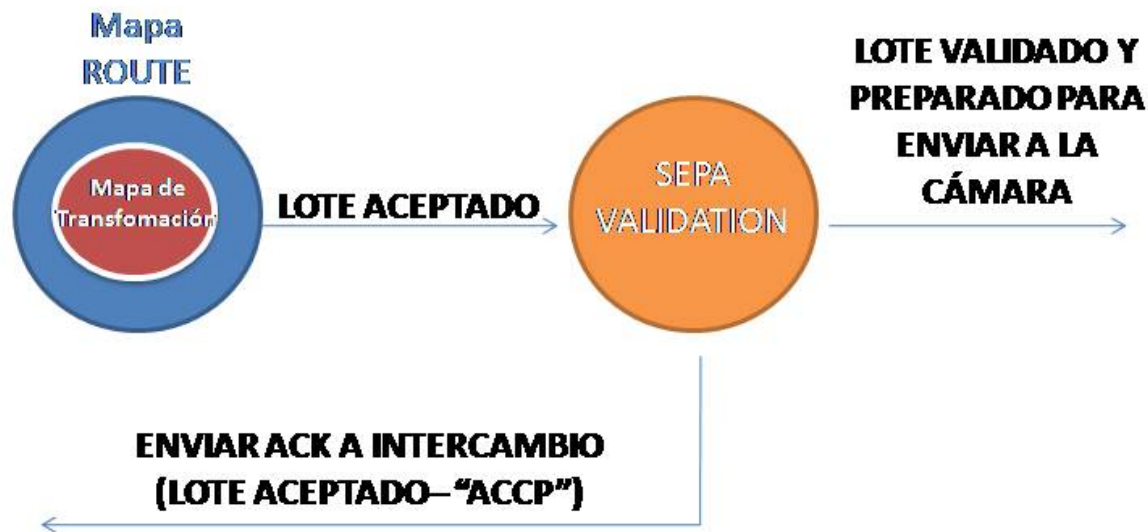 Mapa
ROUTE
Mapa de
Transfomación
LOTE ACEPTADO
SEPA
VALIDATION
LOTE VALIDADO Y
PREPARADO PARA
ENVIAR A LA
CÁMARA
ENVIAR ACK A INTERCAMBIO
(LOTE ACEPTADO– “ACCP”)